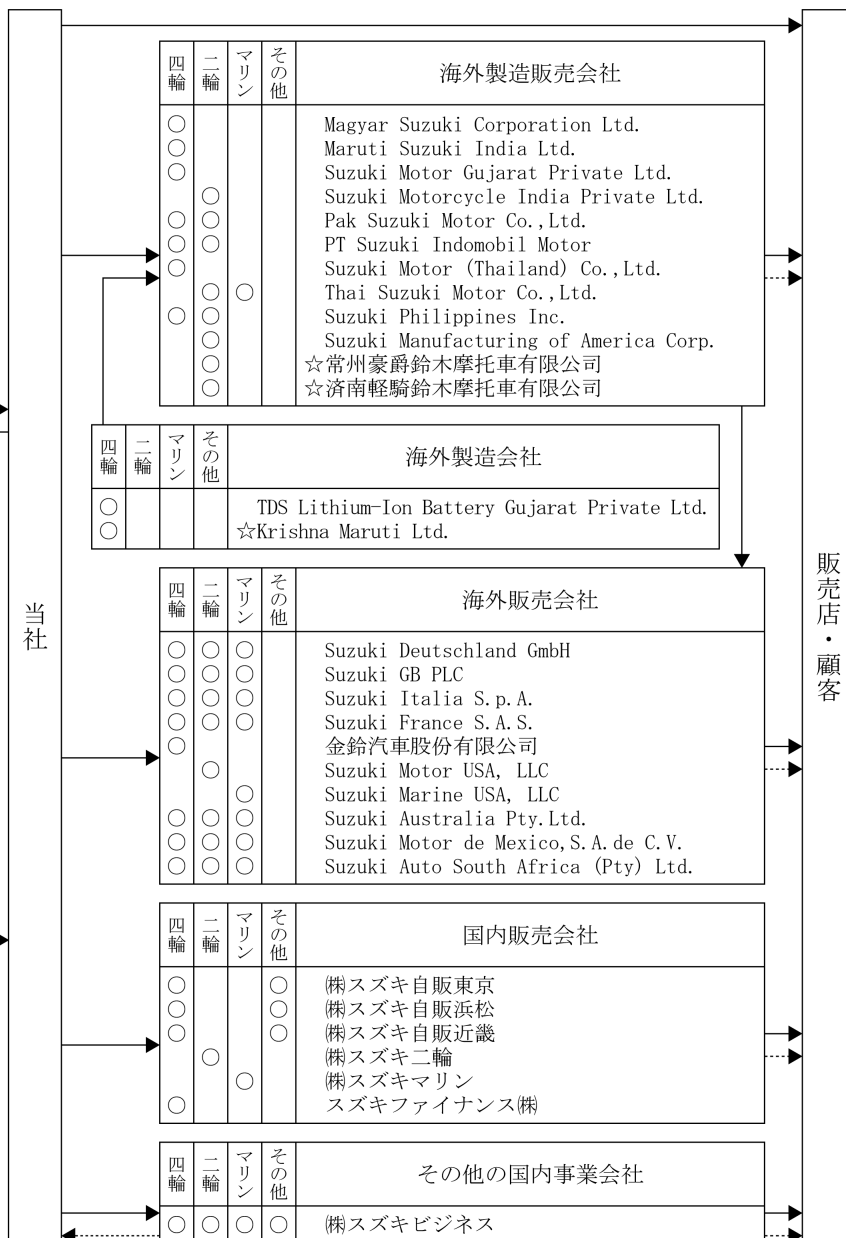 当社
販売店・顧客
四輪 二輪 マリン その他 海外製造販売会社
○ Magyar Suzuki Corporation Ltd.
○ Maruti Suzuki India Ltd.
○ Suzuki Motor Gujarat Private Ltd.
○ Suzuki Motorcycle India Private Ltd.
○ ○ Pak Suzuki Motor Co.,Ltd.
○ ○ PT Suzuki Indomobil Motor
○ Suzuki Motor (Thailand) Co.,Ltd.
○ ○ Thai Suzuki Motor Co.,Ltd.
○ ○ Suzuki Philippines Inc.
○ Suzuki Manufacturing of America Corp.
○ ☆常州豪爵鈴木摩托車有限公司
○ ☆済南軽騎鈴木摩托車有限公司
四輪 二輪 マリン その他 海外製造会社
○ TDS Lithium-Ion Battery Gujarat Private Ltd.
○ ☆Krishna Maruti Ltd.
四輪 二輪 マリン その他 海外販売会社
○ ○ ○ Suzuki Deutschland GmbH
○ ○ ○ Suzuki GB PLC
○ ○ ○ Suzuki Italia S.p.A.
○ ○ ○ Suzuki France S.A.S.
○ 金鈴汽車股份有限公司
○ Suzuki Motor USA, LLC
○ Suzuki Marine USA, LLC
○ ○ ○ Suzuki Australia Pty.Ltd.
○ ○ ○ Suzuki Motor de Mexico,S.A.de C.V.
○ ○ ○ Suzuki Auto South Africa (Pty) Ltd.
四輪 二輪 マリン その他 国内販売会社
○ ○ ㈱スズキ自販東京
○ ○ ㈱スズキ自販浜松
○ ○ ㈱スズキ自販近畿
○ ㈱スズキ二輪
○ ㈱スズキマリン
○ スズキファイナンス㈱
四輪 二輪 マリン その他 その他の国内事業会社
○ ○ ○ ○ ㈱スズキビジネス